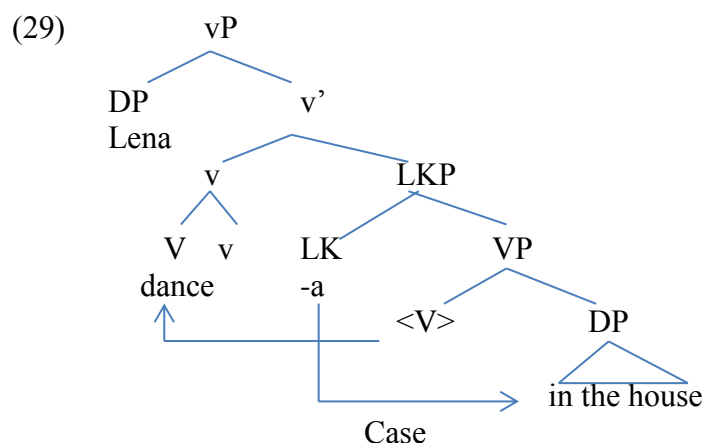 (29) vP
DP v’
Lena
v LKP
V v LK VP
dance -a
<V> DP
in the house
Case